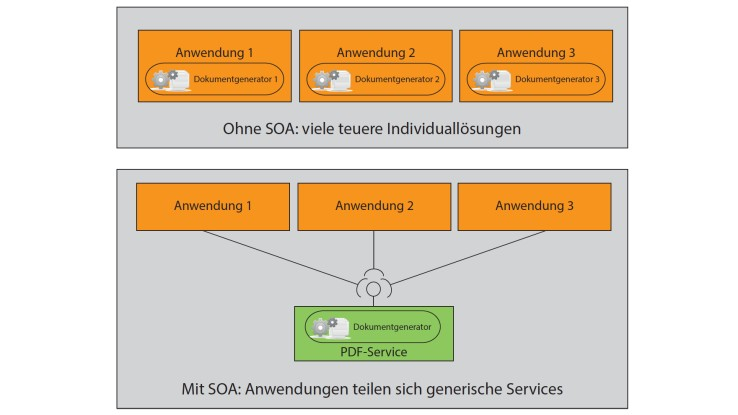 Anwendung 1
Anwendung 2
Anwendung 3
Dokumentgenerator 1
Dokumentgenerator 2
Dokumentgenerator 3
Ohne SOA: viele teuere Individuallösungen
Anwendung 1
Anwendung 2
Anwendung 3
Dokumentgenerator
PDF-Service
Mit SOA: Anwendungen teilen sich generische Services